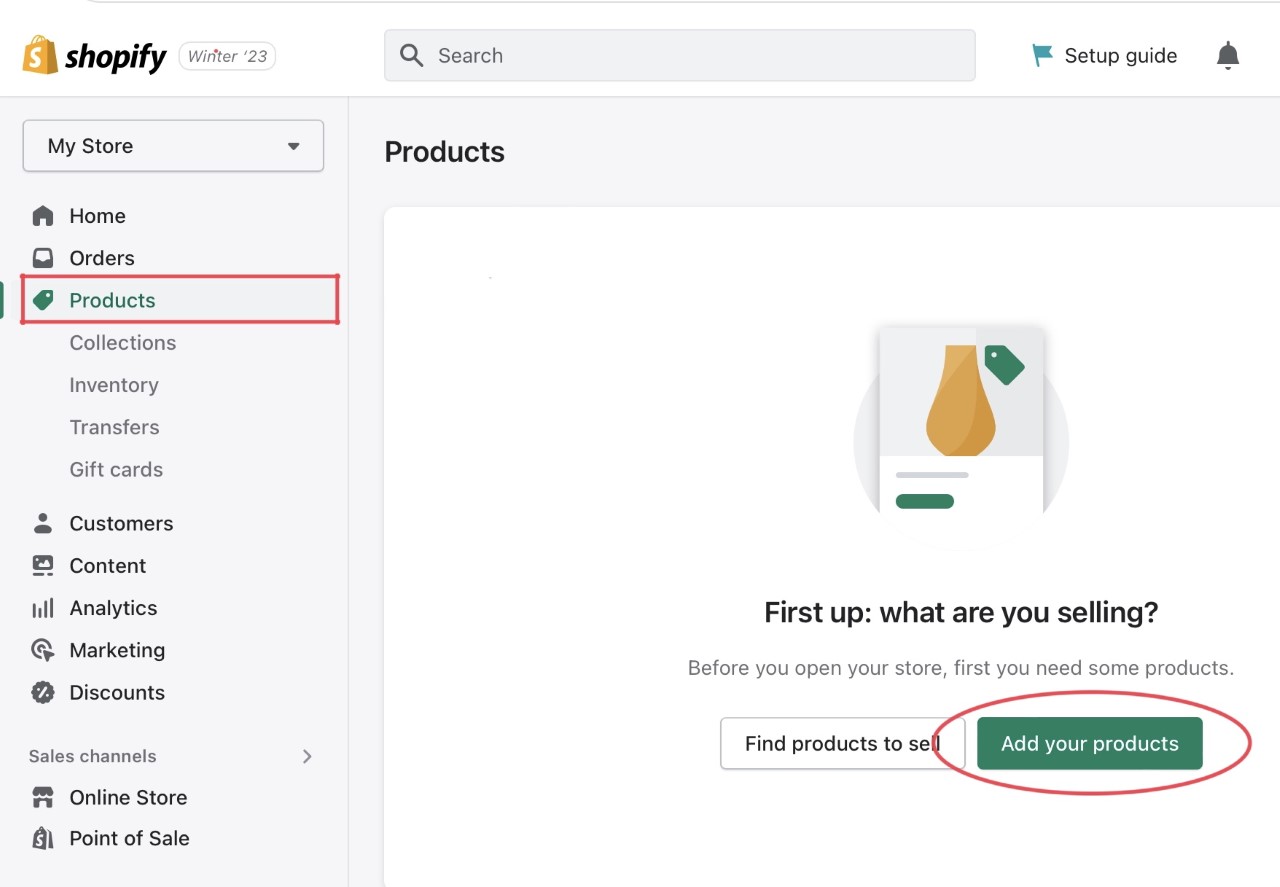 shopify Winter ‘23
Search
Setup guide
My Store
Home
Orders
Products
Collections
Inventory
Transfers
Gift cards
Customers
Content
Analytics
Marketing
Discounts
Sales channels
Online Store
Point of Sale
Products
First up: what are you selling?
Before you open your store, first you need some products.
Find products to sell
Add your products